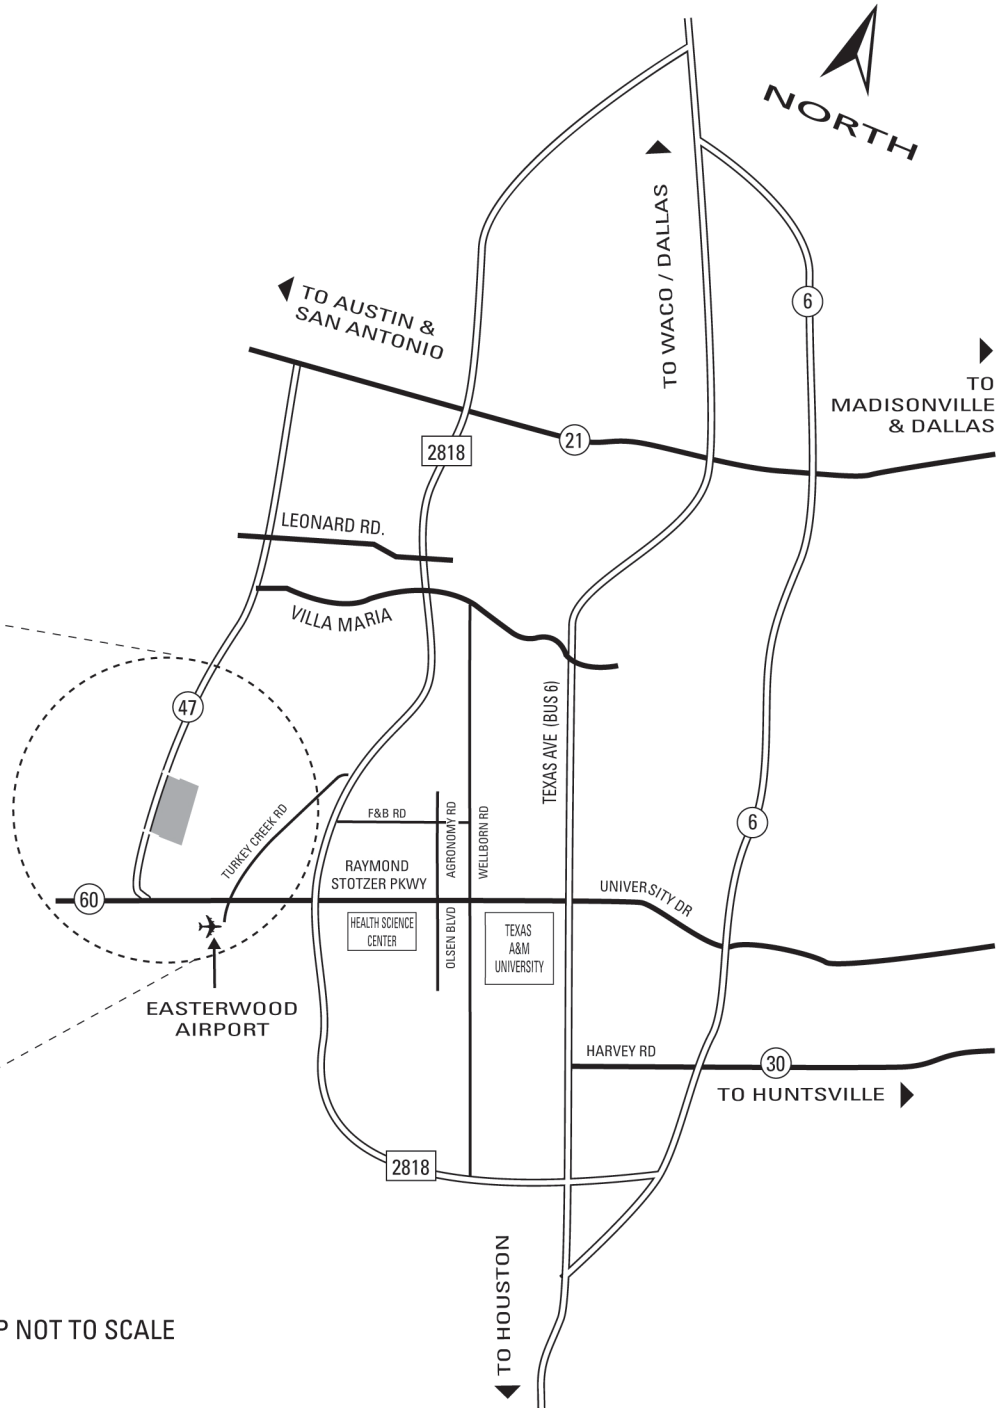 NORTH
TO WACO / DALLAS
TO AUSTIN &
SAN ANTONIO
6
TO
MADISONVILLE
& DALLAS
21
2818
LEONARD RD.
VILLA MARIA
47
TEXAS AVE (BUS 6)
TURKEY CREEK RD
F&B RD
AGRONOMY RD
WELLBORN RD
6
RAYMOND
STOTZER PKWY
60
UNIVERSITY DR
HEALTH SCIENCE
CENTER
OLSEN BLVD
TEXAS
A&M
UNIVERSITY
EASTERWOOD
AIRPORT
HARVEY RD
30
TO HUNTSVILLE
2818
TO HOUSTON
P NOT TO SCALE